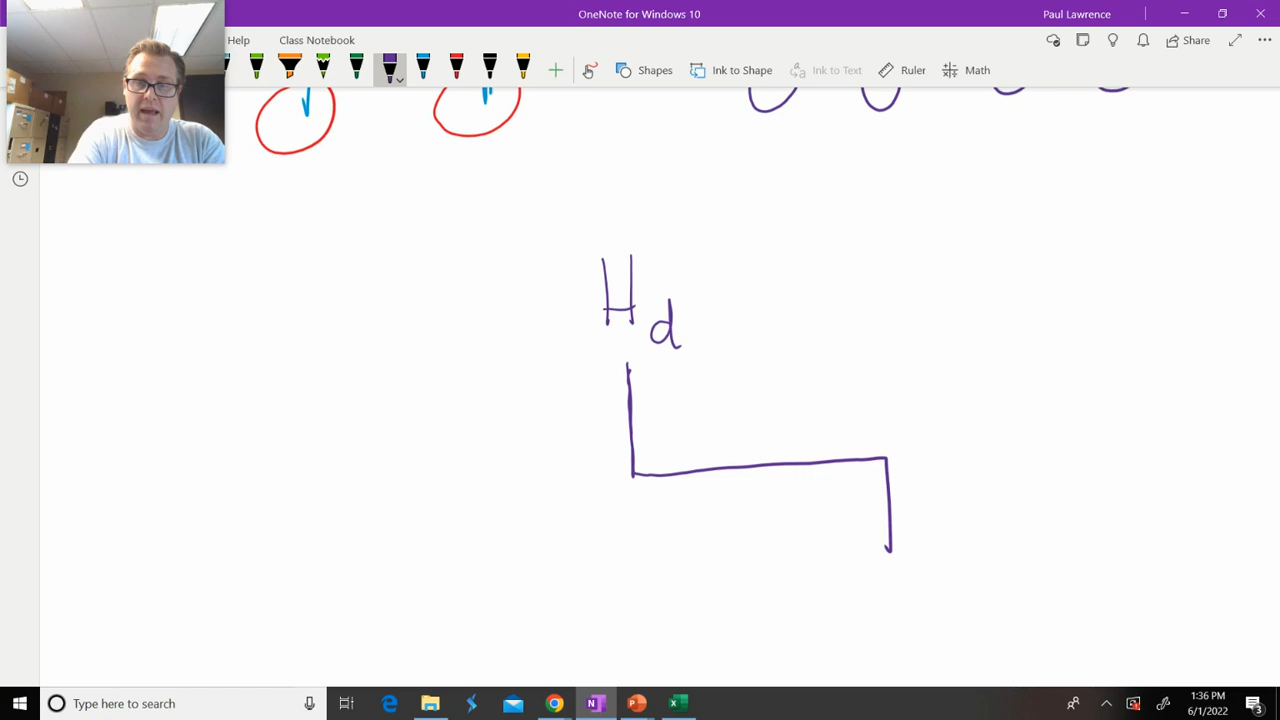 OneNote for Windows 10
Paul Lawrence
Help
Class Notebook
Share
Shapes
Ink to Shape
Ink to Text
Ruler
Math
H d
Type here to search
1:36 PM
6/1/2022
3